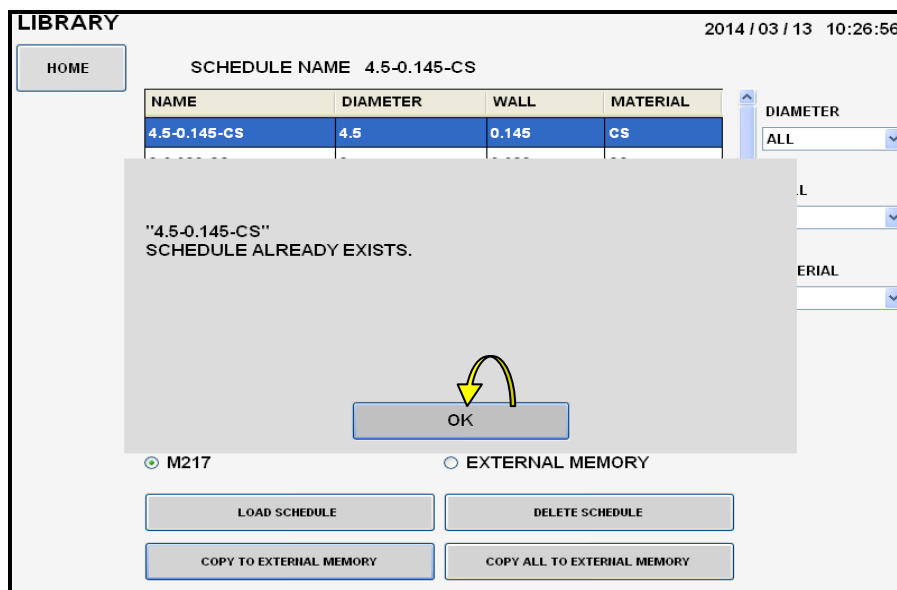 LIBRARY
2014 / 03 / 13 10:26:56
HOME
SCHEDULE NAME 4.5-0.145-CS
NAME DIAMETER WALL MATERIAL
DIAMETER
4.5-0.145-CS 4.5 0.145 CS
ALL
"4.5-0.145-CS"
SCHEDULE ALREADY EXISTS.
OK
M217 EXTERNAL MEMORY
LOAD SCHEDULE DELETE SCHEDULE
COPY TO EXTERNAL MEMORY COPY ALL TO EXTERNAL MEMORY